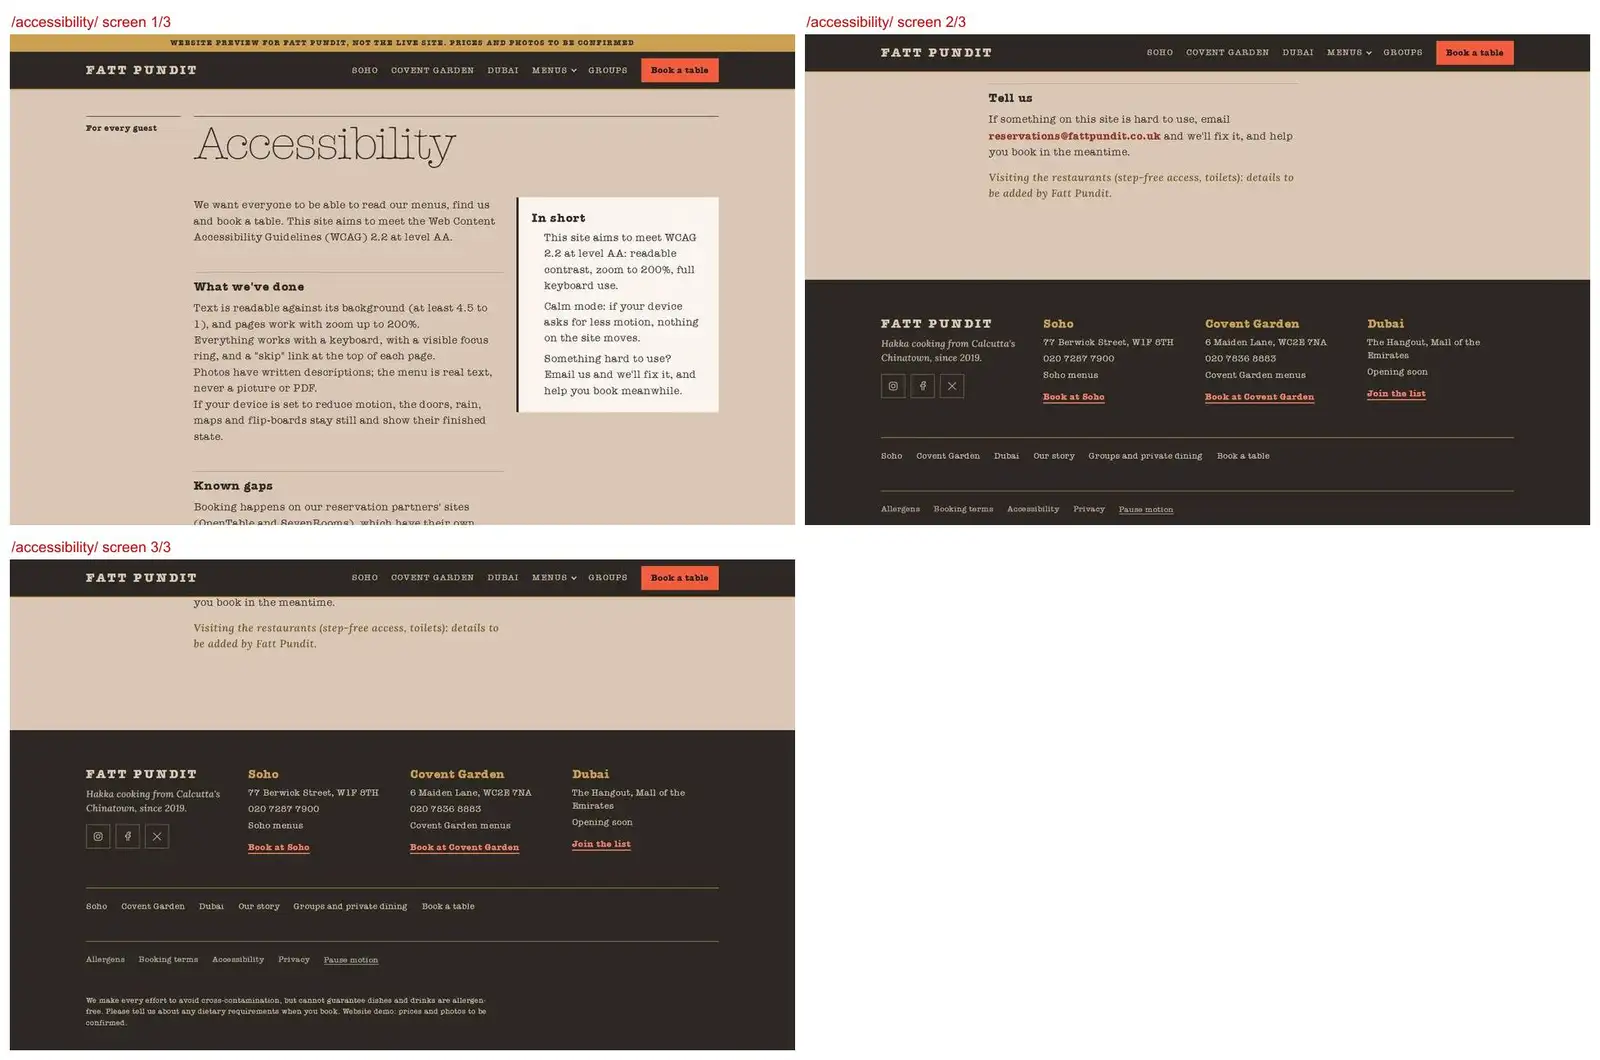 /accessibility/ screen 1/3
WEBSITE PREVIEW FOR FATT PUNDIT, NOT THE LIVE SITE. PRICES AND PHOTOS TO BE CONFIRMED
FATT PUNDIT
SOHO COVENT GARDEN DUBAI MENUS GROUPS Book a table
For every guest
Accessibility
We want everyone to be able to read our menus, find us
and book a table. This site aims to meet the Web Content
Accessibility Guidelines (WCAG) 2.2 at level AA.
What we've done
Text is readable against its background (at least 4.5 to
1), and pages work with zoom up to 200%.
Everything works with a keyboard, with a visible focus
ring, and a "skip" link at the top of each page.
Photos have written descriptions; the menu is real text,
never a picture or PDF.
If your device is set to reduce motion, the doors, rain,
maps and flip-boards stay still and show their finished
state.
Known gaps
Booking happens on our reservation partners' sites
(OpenTable and SevenRooms), which have their own
In short
This site aims to meet WCAG
2.2 at level AA: readable
contrast, zoom to 200%, full
keyboard use.
Calm mode: if your device
asks for less motion, nothing
on the site moves.
Something hard to use?
Email us and we'll fix it, and
help you book meanwhile.
/accessibility/ screen 2/3
FATT PUNDIT
SOHO COVENT GARDEN DUBAI MENUS GROUPS Book a table
Tell us
If something on this site is hard to use, email
reservations@fattpundit.co.uk and we'll fix it, and help
you book in the meantime.
Visiting the restaurants (step-free access, toilets): details to
be added by Fatt Pundit.
FATT PUNDIT
Hakka cooking from Calcutta's
Chinatown, since 2019.
Soho
77 Berwick Street, W1F 8TH
020 7287 7900
Soho menus
Book at Soho
Covent Garden
6 Maiden Lane, WC2E 7NA
020 7836 8883
Covent Garden menus
Book at Covent Garden
Dubai
The Hangout, Mall of the
Emirates
Opening soon
Join the list
Soho Covent Garden Dubai Our story Groups and private dining Book a table
Allergens Booking terms Accessibility Privacy Pause motion
/accessibility/ screen 3/3
FATT PUNDIT
SOHO COVENT GARDEN DUBAI MENUS GROUPS Book a table
you book in the meantime.
Visiting the restaurants (step-free access, toilets): details to
be added by Fatt Pundit.
FATT PUNDIT
Hakka cooking from Calcutta's
Chinatown, since 2019.
Soho
77 Berwick Street, W1F 8TH
020 7287 7900
Soho menus
Book at Soho
Covent Garden
6 Maiden Lane, WC2E 7NA
020 7836 8883
Covent Garden menus
Book at Covent Garden
Dubai
The Hangout, Mall of the
Emirates
Opening soon
Join the list
Soho Covent Garden Dubai Our story Groups and private dining Book a table
Allergens Booking terms Accessibility Privacy Pause motion
We make every effort to avoid cross-contamination, but cannot guarantee dishes and drinks are allergen-
free. Please tell us about any dietary requirements when you book. Website demo: prices and photos to be
confirmed.